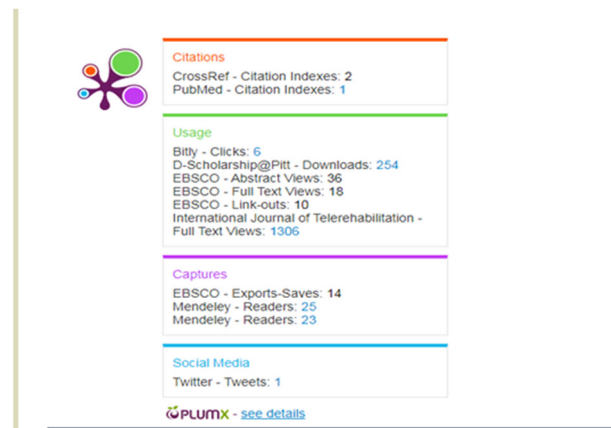 Citations
CrossRef - Citation Indexes: 2
PubMed - Citation Indexes: 1
Usage
Bitly - Clicks: 6
D-Scholarship@Pitt - Downloads: 254
EBSCO - Abstract Views: 36
EBSCO - Full Text Views: 18
EBSCO - Link-outs: 10
International Journal of Telerehabilitation -
Full Text Views: 1306
Captures
EBSCO - Exports-Saves: 14
Mendeley - Readers: 25
Mendeley - Readers: 23
Social Media
Twitter - Tweets: 1
PLUMX - see details